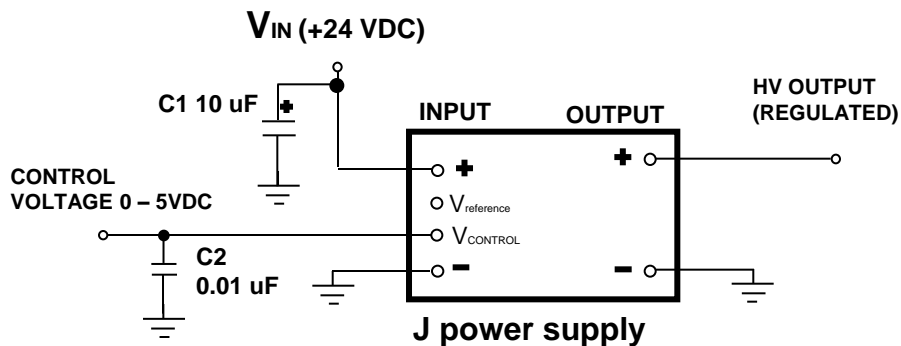 VIN (+24 VDC)
C1 10 uF
+
INPUT
OUTPUT
HV OUTPUT
(REGULATED)
+
+
CONTROL
VOLTAGE 0 – 5VDC
Vreference
VCONTROL
C2
0.01 uF
-
-
J power supply